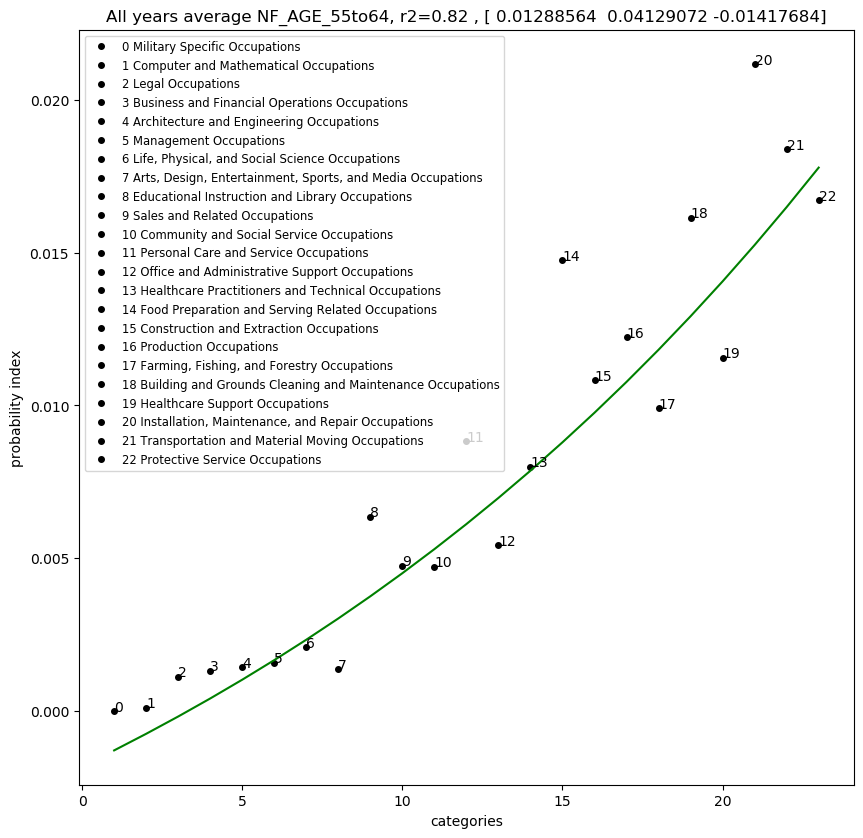 All years average NF_AGE_55to64, r2=0.82 , [ 0.01288564  0.04129072 -0.01417684]
0 Military Specific Occupations
1 Computer and Mathematical Occupations
2 Legal Occupations
3 Business and Financial Operations Occupations
4 Architecture and Engineering Occupations
5 Management Occupations
6 Life, Physical, and Social Science Occupations
7 Arts, Design, Entertainment, Sports, and Media Occupations
8 Educational Instruction and Library Occupations
9 Sales and Related Occupations
10 Community and Social Service Occupations
11 Personal Care and Service Occupations
12 Office and Administrative Support Occupations
13 Healthcare Practitioners and Technical Occupations
14 Food Preparation and Serving Related Occupations
15 Construction and Extraction Occupations
16 Production Occupations
17 Farming, Fishing, and Forestry Occupations
18 Building and Grounds Cleaning and Maintenance Occupations
19 Healthcare Support Occupations
20 Installation, Maintenance, and Repair Occupations
21 Transportation and Material Moving Occupations
22 Protective Service Occupations
0
1
2
3
4
5
6
7
8
9
10
11
12
13
14
15
16
17
18
19
20
21
22
probability index
0.020
0.015
0.010
0.005
0.000
0
5
10
15
20
categories